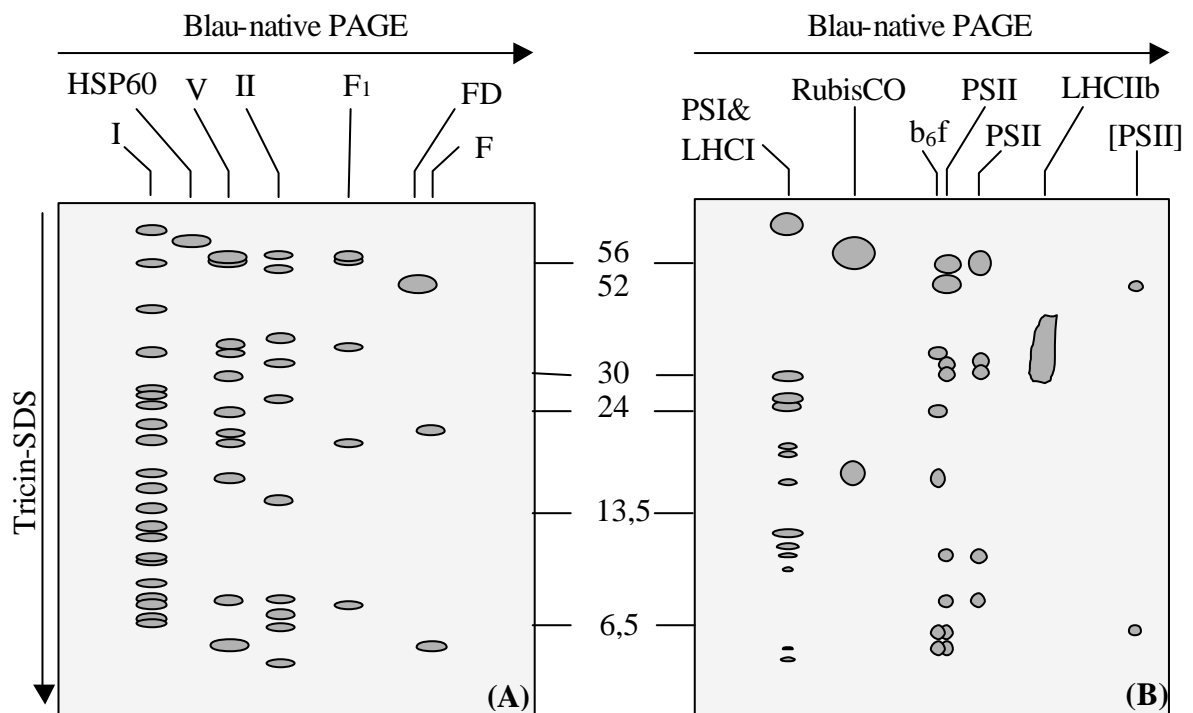 Blau-native PAGE
HSP60 V II F1 FD
I F
Tricin-SDS
(A)
56
52
30
24
13,5
6,5
Blau-native PAGE
RubisCO PSII LHCIIb
PSI& b6f PSII [PSII]
LHCI
(B)